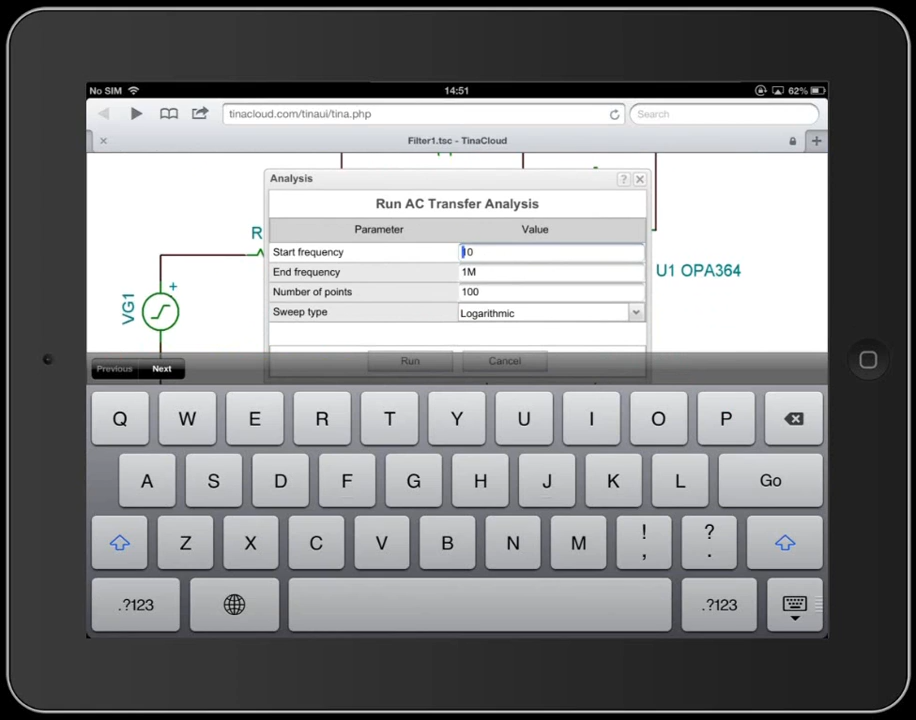 No SIM 14:51 62%
tinacloud.com/tinaui/tina.php Search
Filter1.tsc - TinaCloud
Analysis ?
Run AC Transfer Analysis
Parameter Value
R
Start frequency 10
End frequency 1M
U1 OPA364
Number of points 100
VG1
+
Sweep type Logarithmic
Run Cancel
Previous Next
Q W E R T Y U I O P
A S D F G H J K L Go
Z X C V B N M ! , ? .
.?123 .?123